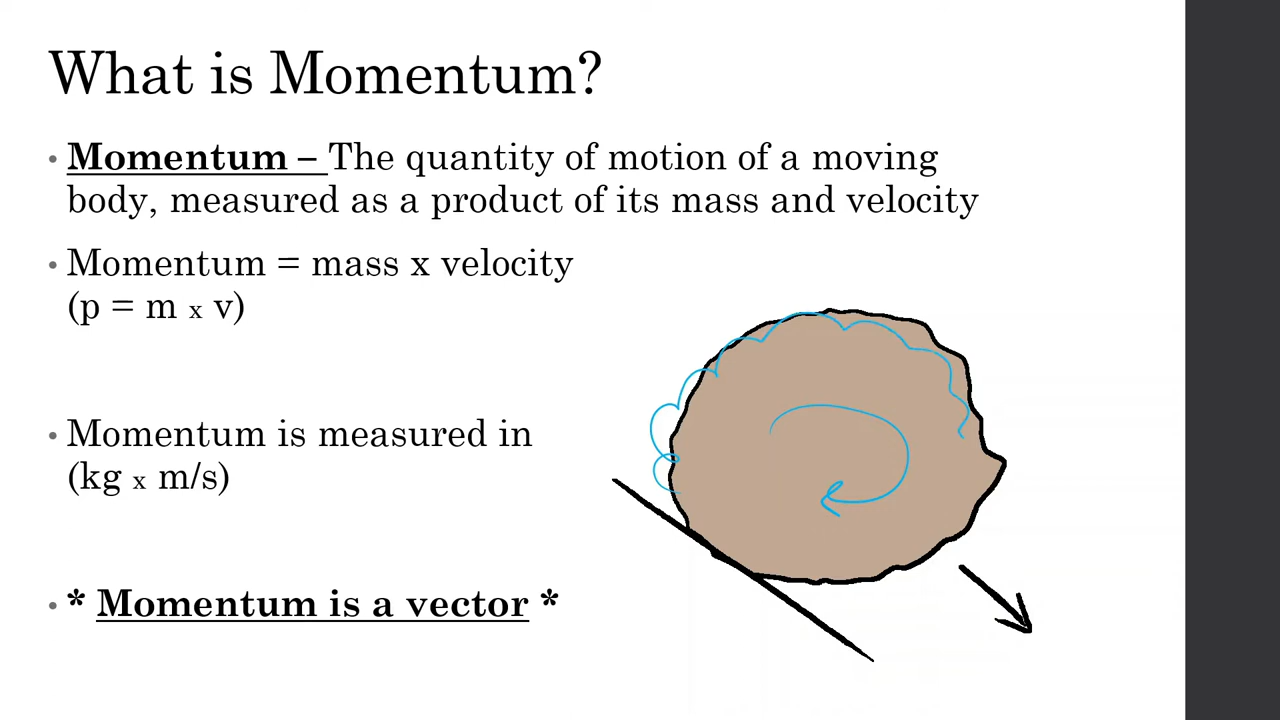 What is Momentum?
• Momentum – The quantity of motion of a moving
body, measured as a product of its mass and velocity
• Momentum = mass x velocity
(p = m x v)
• Momentum is measured in
(kg x m/s)
• * Momentum is a vector *